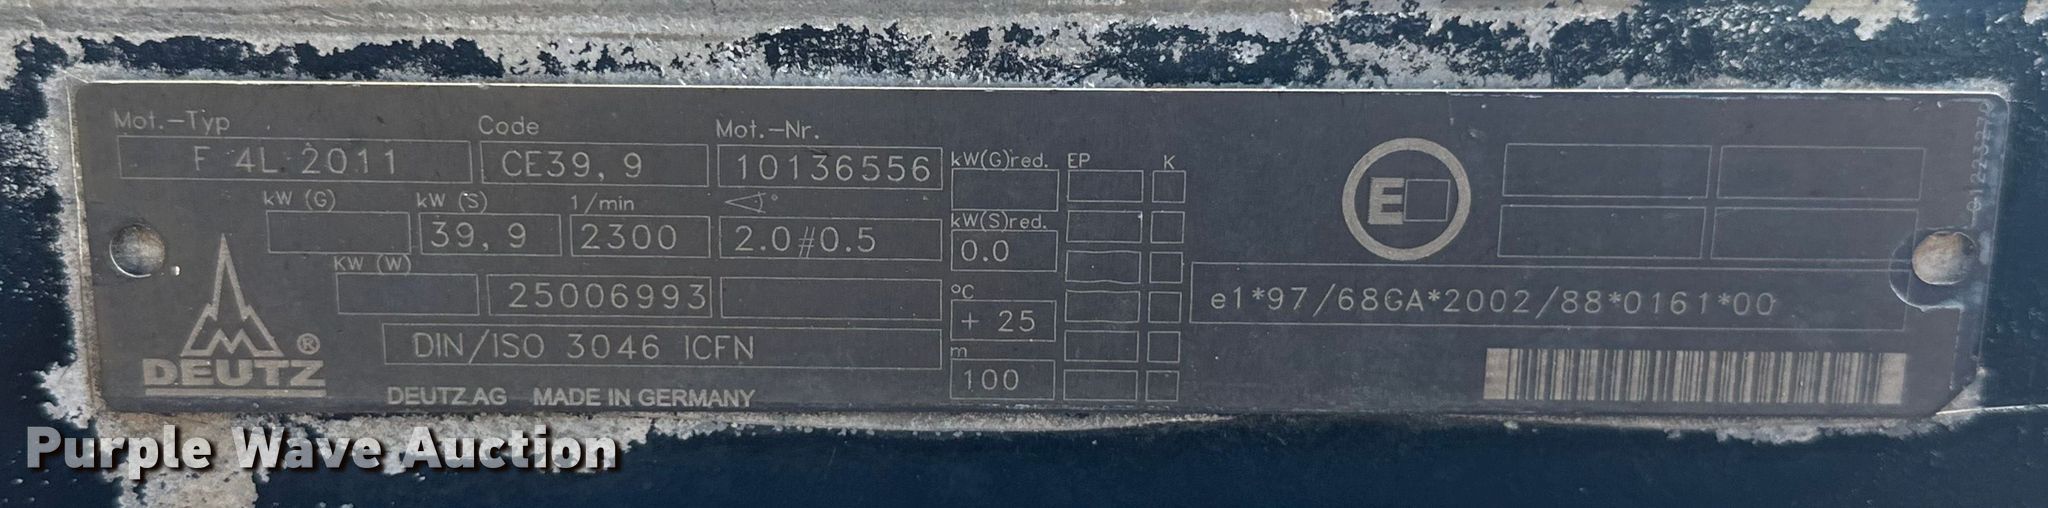 Mot.-Typ Code Mot.-Nr.
F 4L 2011 CE39,9 10136556
kW(G)red. EP K
kW (G) kW (S) 1/min °
39,9 2300 2.0#0.5
kW(S)red.
0.0
KW (W)
25006993
°C
+ 25
DIN/ISO 3046 ICFN
m
100
DEUTZ®
DEUTZ AG MADE IN GERMANY
E
e1*97/68GA*2002/88*0161*00
Purple Wave Auction